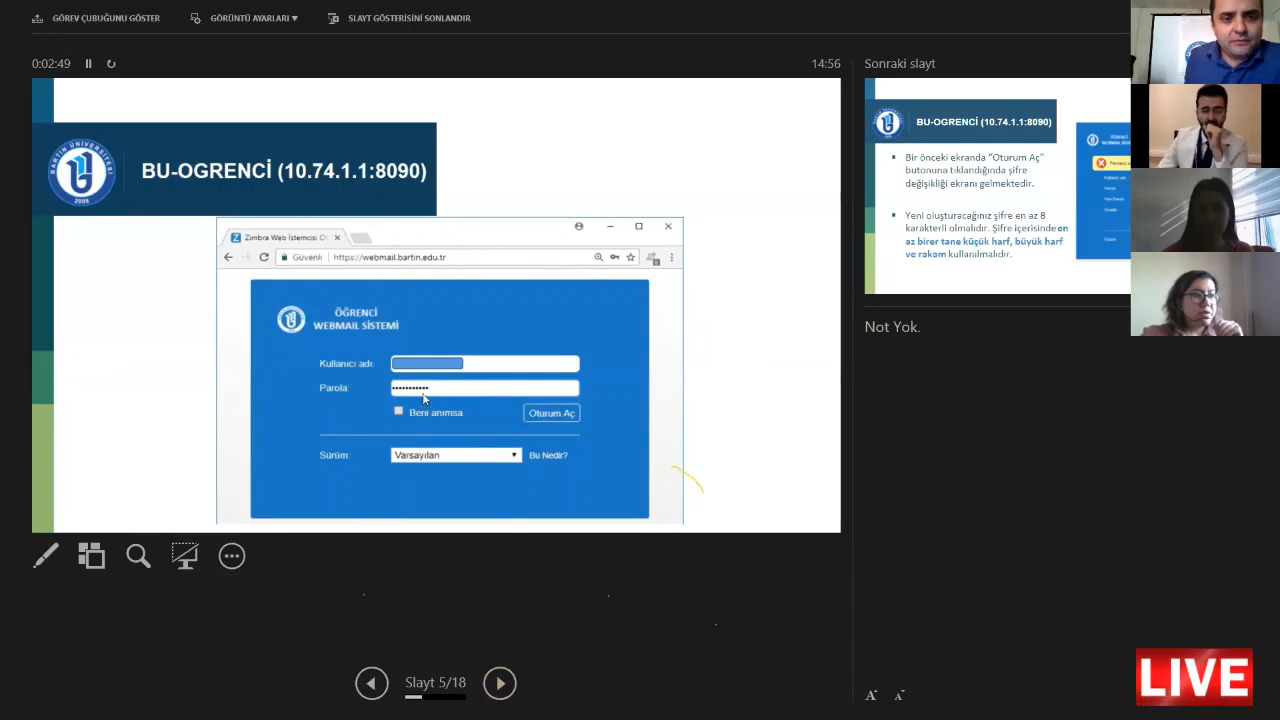 GÖREV ÇUBUĞUNU GÖSTER
GÖRÜNTÜ AYARLARI
SLAYT GÖSTERİSİNİ SONLANDIR
0:02:49
14:56
BARTIN ÜNİVERSİTESİ
BU-OGRENCİ (10.74.1.1:8090)
Zimbra Web İstemcisi
Güvenli
https://webmail.bartin.edu.tr
ÖĞRENCİ
WEBMAIL SİSTEMİ
Kullanıcı adı:
Parola:
Beni anımsa
Oturum Aç
Sürüm:
Varsayılan
Bu Nedir?
Slayt 5/18
Sonraki slayt
BU-OGRENCİ (10.74.1.1:8090)
Bir önceki ekranda “Oturum Aç”
butonuna tıklandığında şifre
değişikliği ekranı gelmektedir.
Yeni oluşturacağınız şifre en az 8
karakterli olmalıdır. Şifre içerisinde en
az birer tane küçük harf, büyük harf
ve rakam kullanılmalıdır.
Not Yok.
LIVE